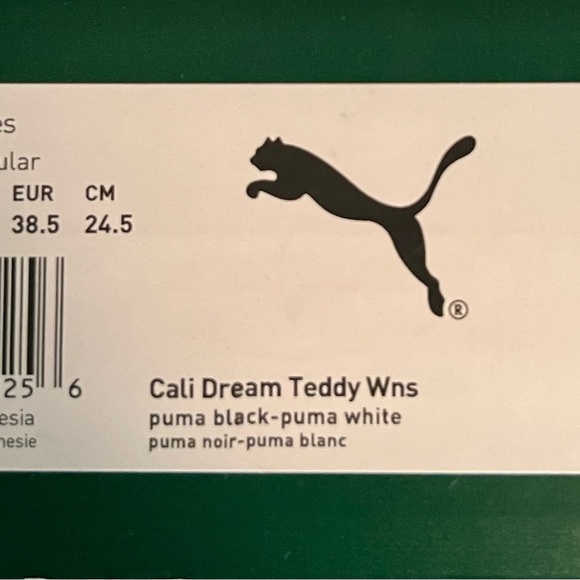 es
ular
EUR CM
38.5 24.5
25 6
esia
nesie
Cali Dream Teddy Wns
puma black-puma white
puma noir-puma blanc
®